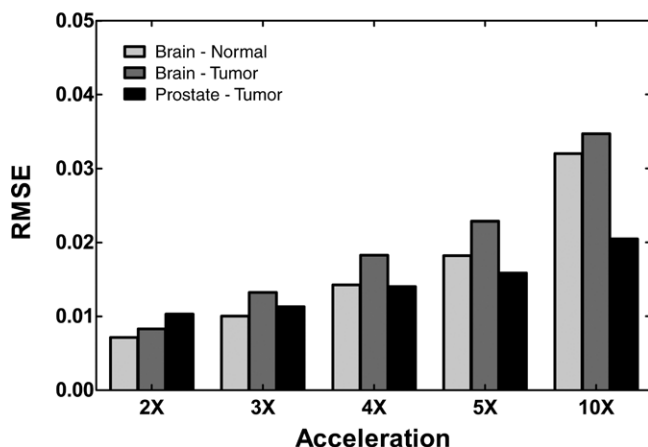 0.05
Brain - Normal
Brain - Tumor
Prostate - Tumor
0.04
0.03
RMSE
0.02
0.01
0.00
2X 3X 4X 5X 10X
Acceleration